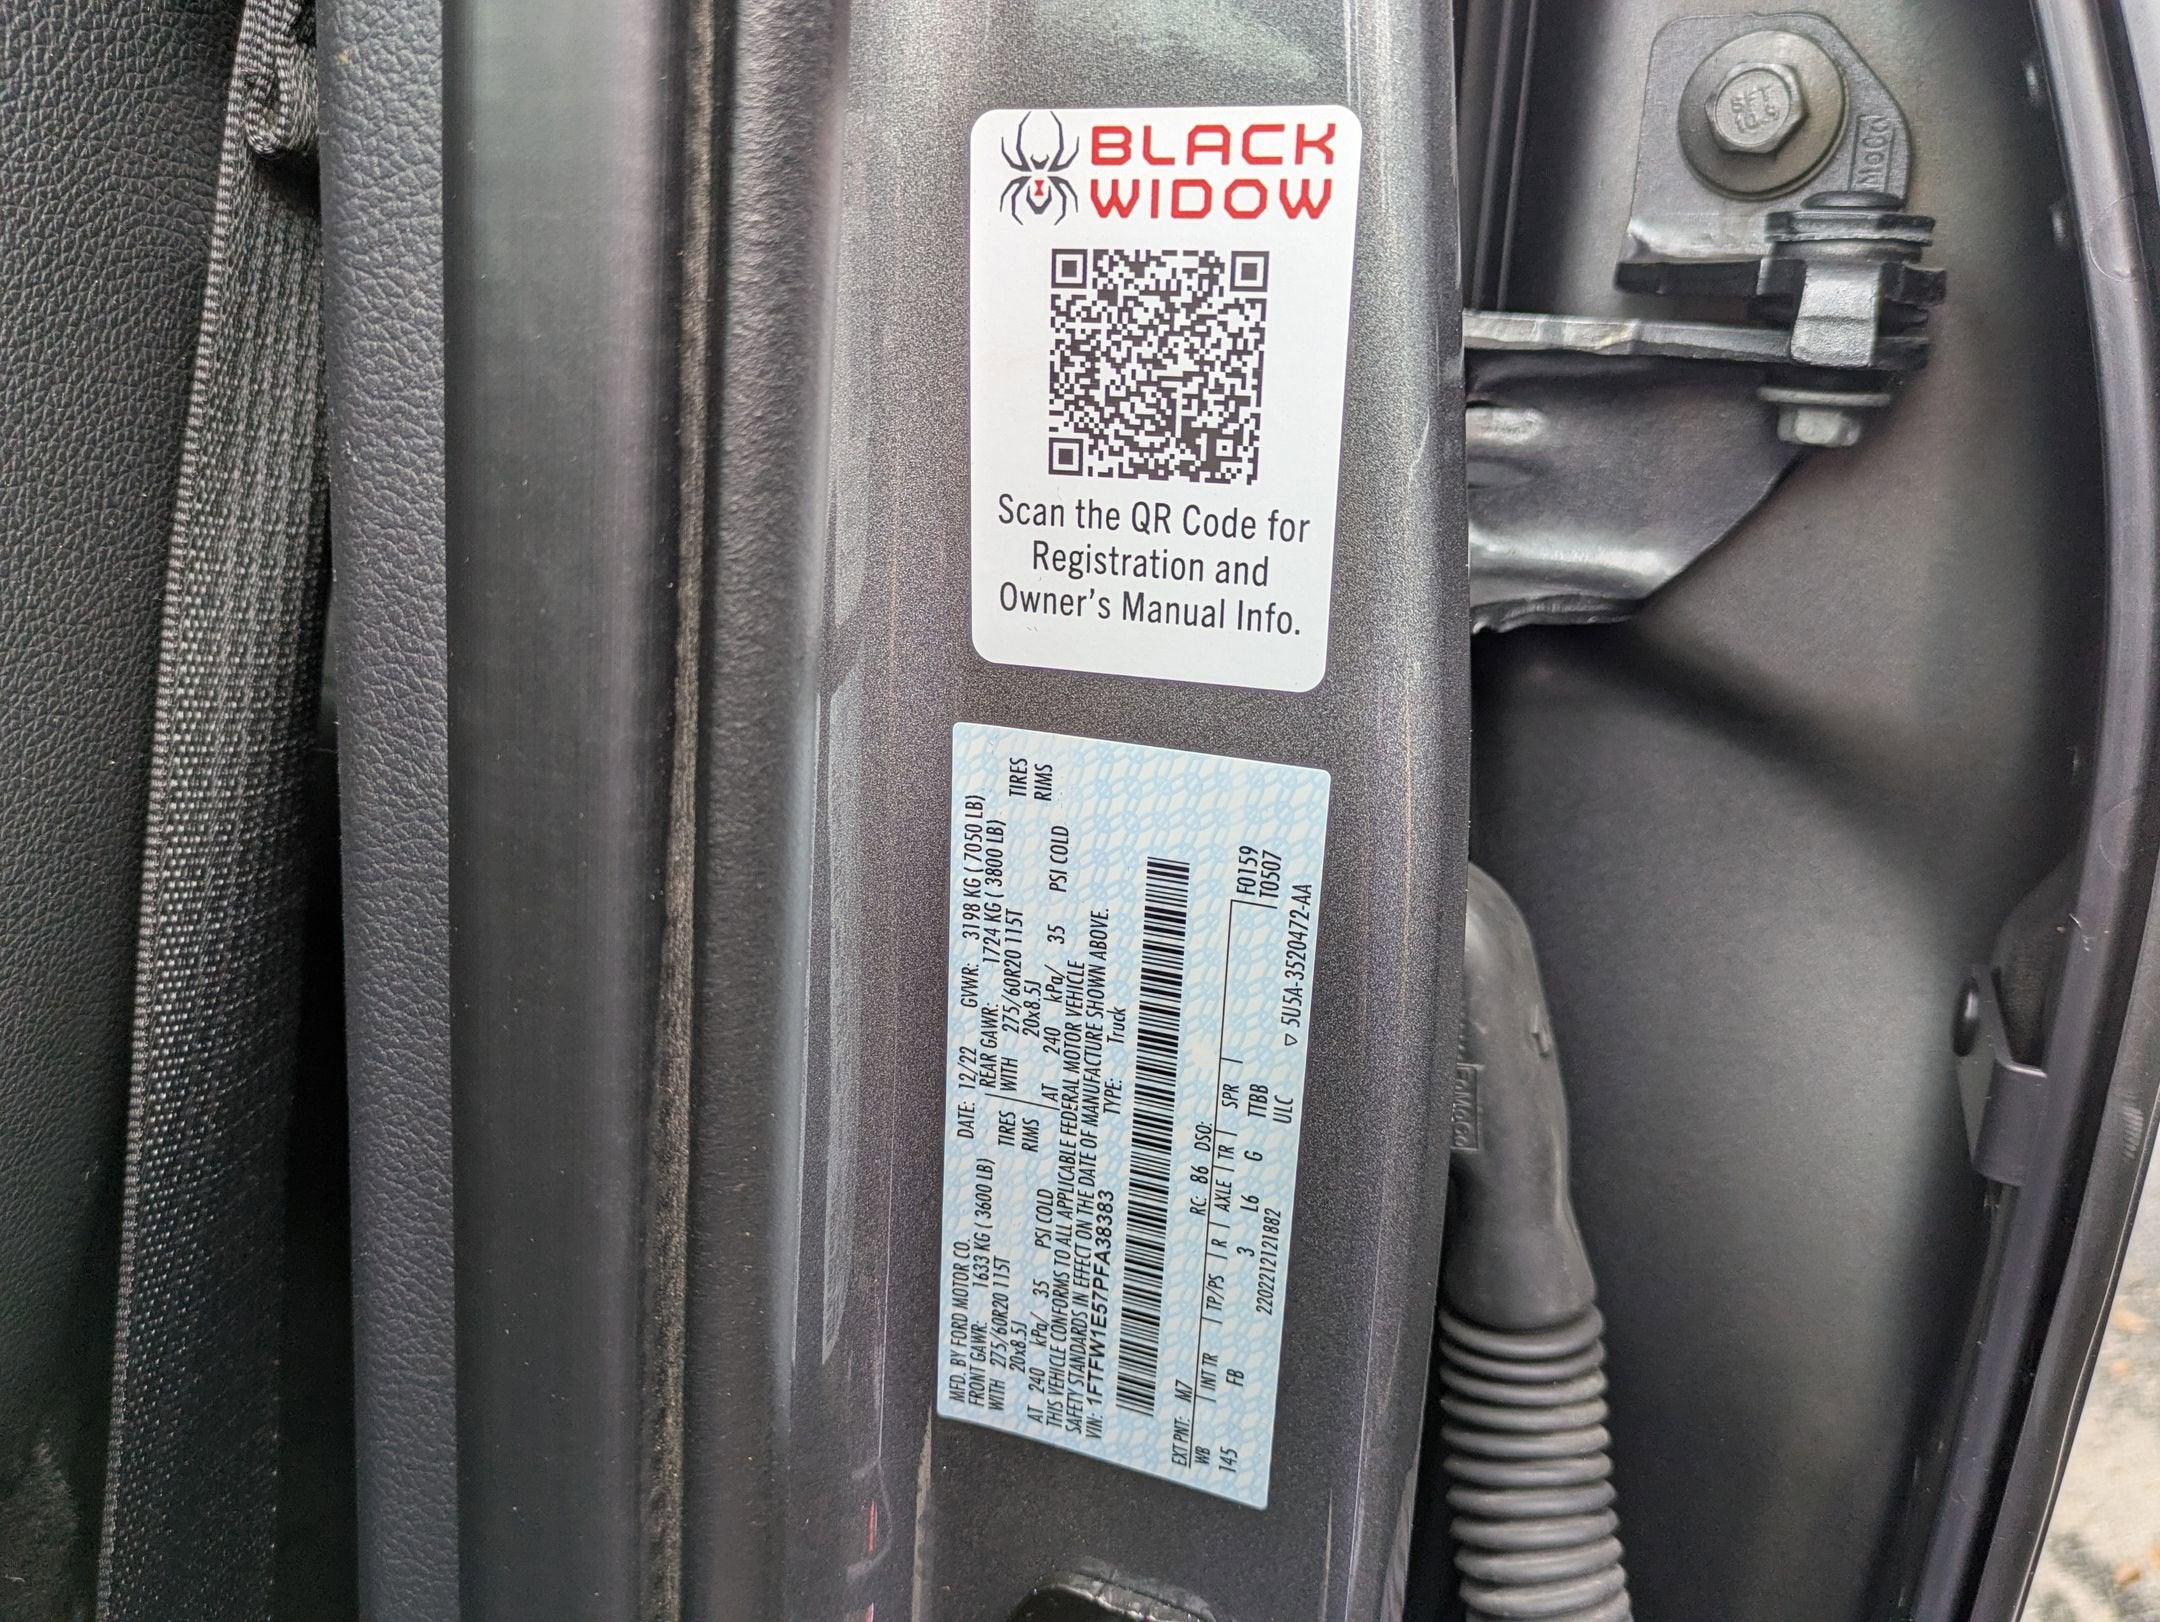 BLACK
WIDOW
Scan the QR Code for
Registration and
Owner's Manual Info.
MFD. BY FORD MOTOR CO. DATE: 12/22 GVWR: 3198 KG ( 7050 LB)
FRONT GAWR: 1633 KG ( 3600 LB) REAR GAWR: 1724 KG ( 3800 LB)
WITH 275/60R20 115T TIRES WITH 275/60R20 115T TIRES
20x8.5J RIMS 20x8.5J RIMS
AT 240 kPa/ 35 PSI COLD AT 240 kPa/ 35 PSI COLD
THIS VEHICLE CONFORMS TO ALL APPLICABLE FEDERAL MOTOR VEHICLE
SAFETY STANDARDS IN EFFECT ON THE DATE OF MANUFACTURE SHOWN ABOVE.
VIN: 1FTFW1E57PFA38383 TYPE: Truck
EXT PNT: M7 RC: 86 DSO: F0159
WB INT TR TP/PS R AXLE TR SPR T0507
145 FB 3 L6 G TTBB
2202212121882 ULC 5U5A-3520472-AA